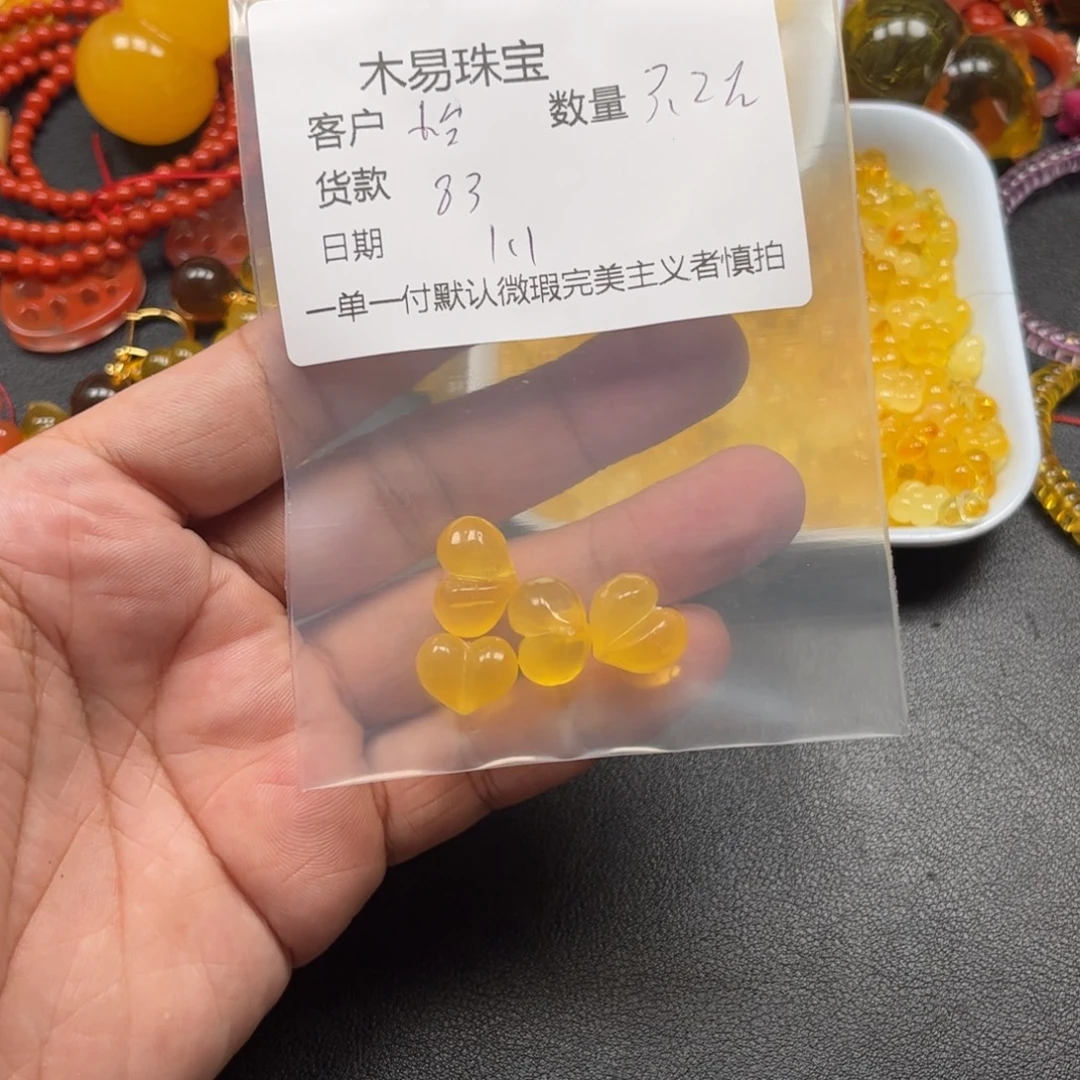 木易珠宝
客户 数量
货款 83
日期 1.1
一单一付默认微瑕完美主义者慎拍